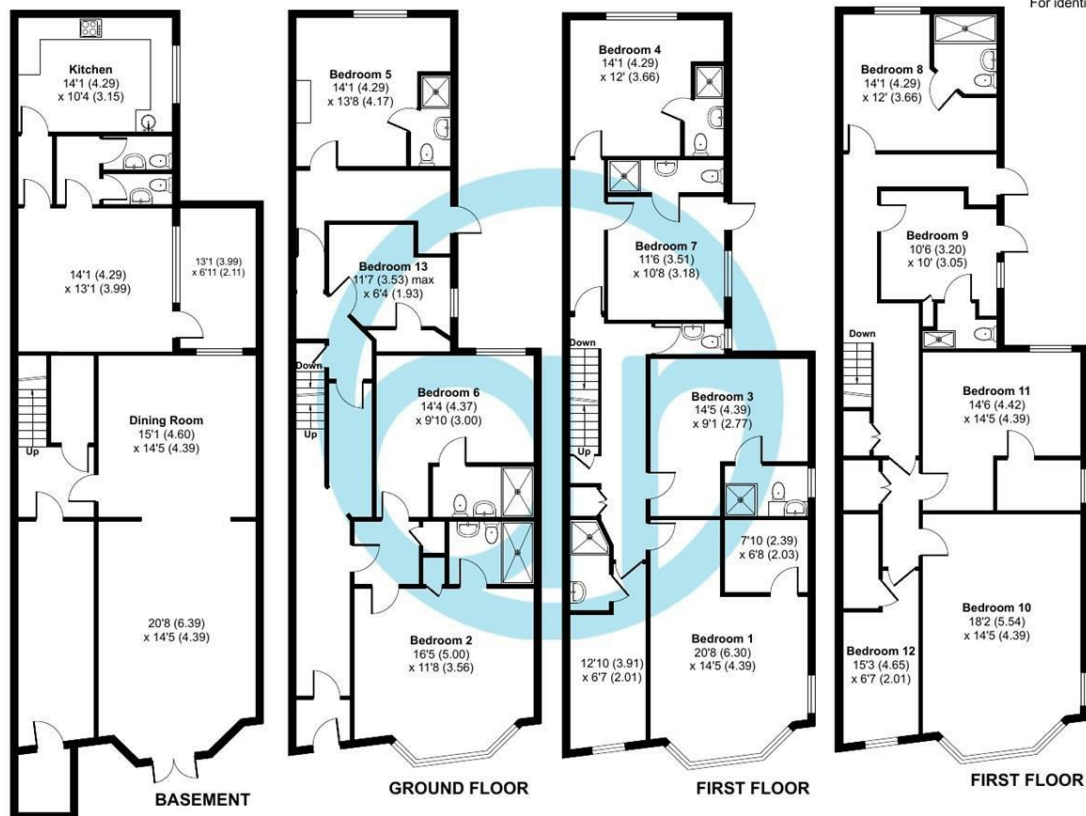 For identi
Kitchen
14'1 (4.29)
x 10'4 (3.15)
14'1 (4.29)
x 13'1 (3.99)
13'1 (3.99)
x 6'11 (2.11)
Up
Dining Room
15'1 (4.60)
x 14'5 (4.39)
20'8 (6.39)
x 14'5 (4.39)
BASEMENT
Bedroom 5
14'1 (4.29)
x 13'8 (4.17)
Bedroom 13
11'7 (3.53) max
x 6'4 (1.93)
Down
Up
Bedroom 6
14'4 (4.37)
x 9'10 (3.00)
Bedroom 2
16'5 (5.00)
x 11'8 (3.56)
GROUND FLOOR
Bedroom 4
14'1 (4.29)
x 12' (3.66)
Bedroom 7
11'6 (3.51)
x 10'8 (3.18)
Down
Up
Bedroom 3
14'5 (4.39)
x 9'1 (2.77)
7'10 (2.39)
x 6'8 (2.03)
Bedroom 1
20'8 (6.30)
x 14'5 (4.39)
12'10 (3.91)
x 6'7 (2.01)
FIRST FLOOR
Bedroom 8
14'1 (4.29)
x 12' (3.66)
Bedroom 9
10'6 (3.20)
x 10' (3.05)
Down
Bedroom 11
14'6 (4.42)
x 14'5 (4.39)
Bedroom 10
18'2 (5.54)
x 14'5 (4.39)
Bedroom 12
15'3 (4.65)
x 6'7 (2.01)
FIRST FLOOR